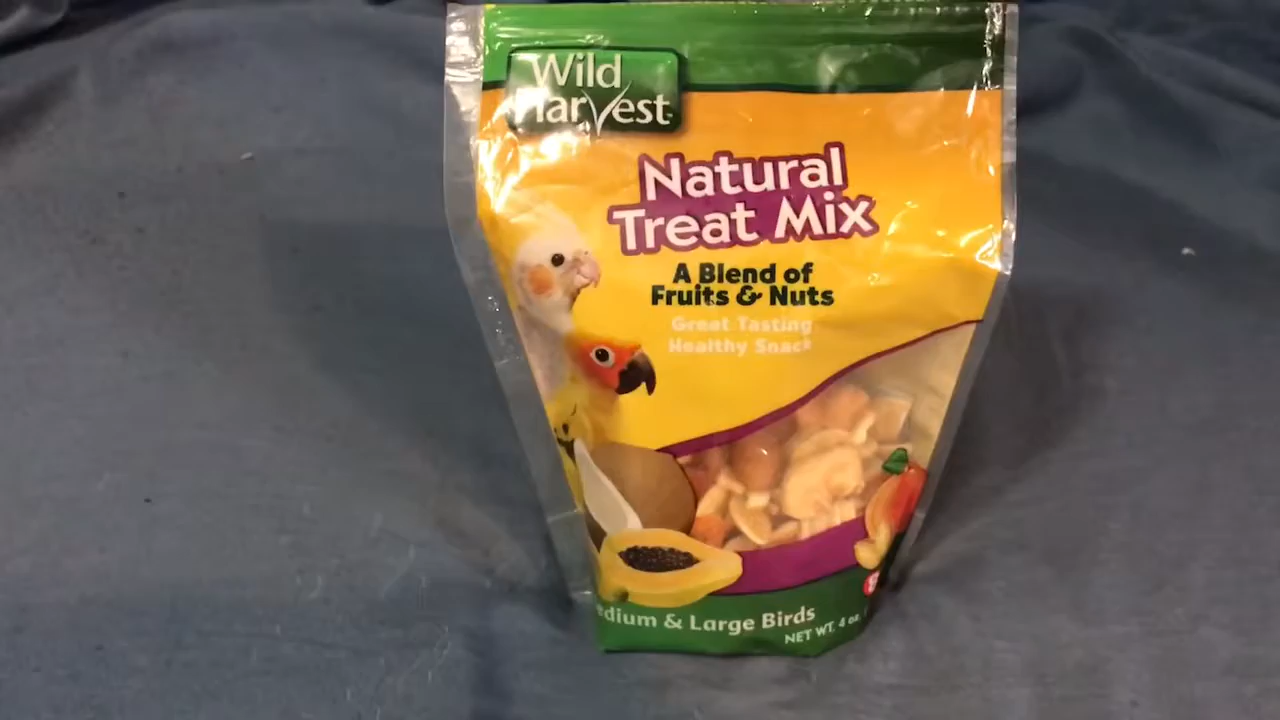 Wild
Harvest
Natural
Treat Mix
A Blend of
Fruits & Nuts
Great Tasting
Healthy Snack
edium & Large Birds
NET WT. 4 oz.